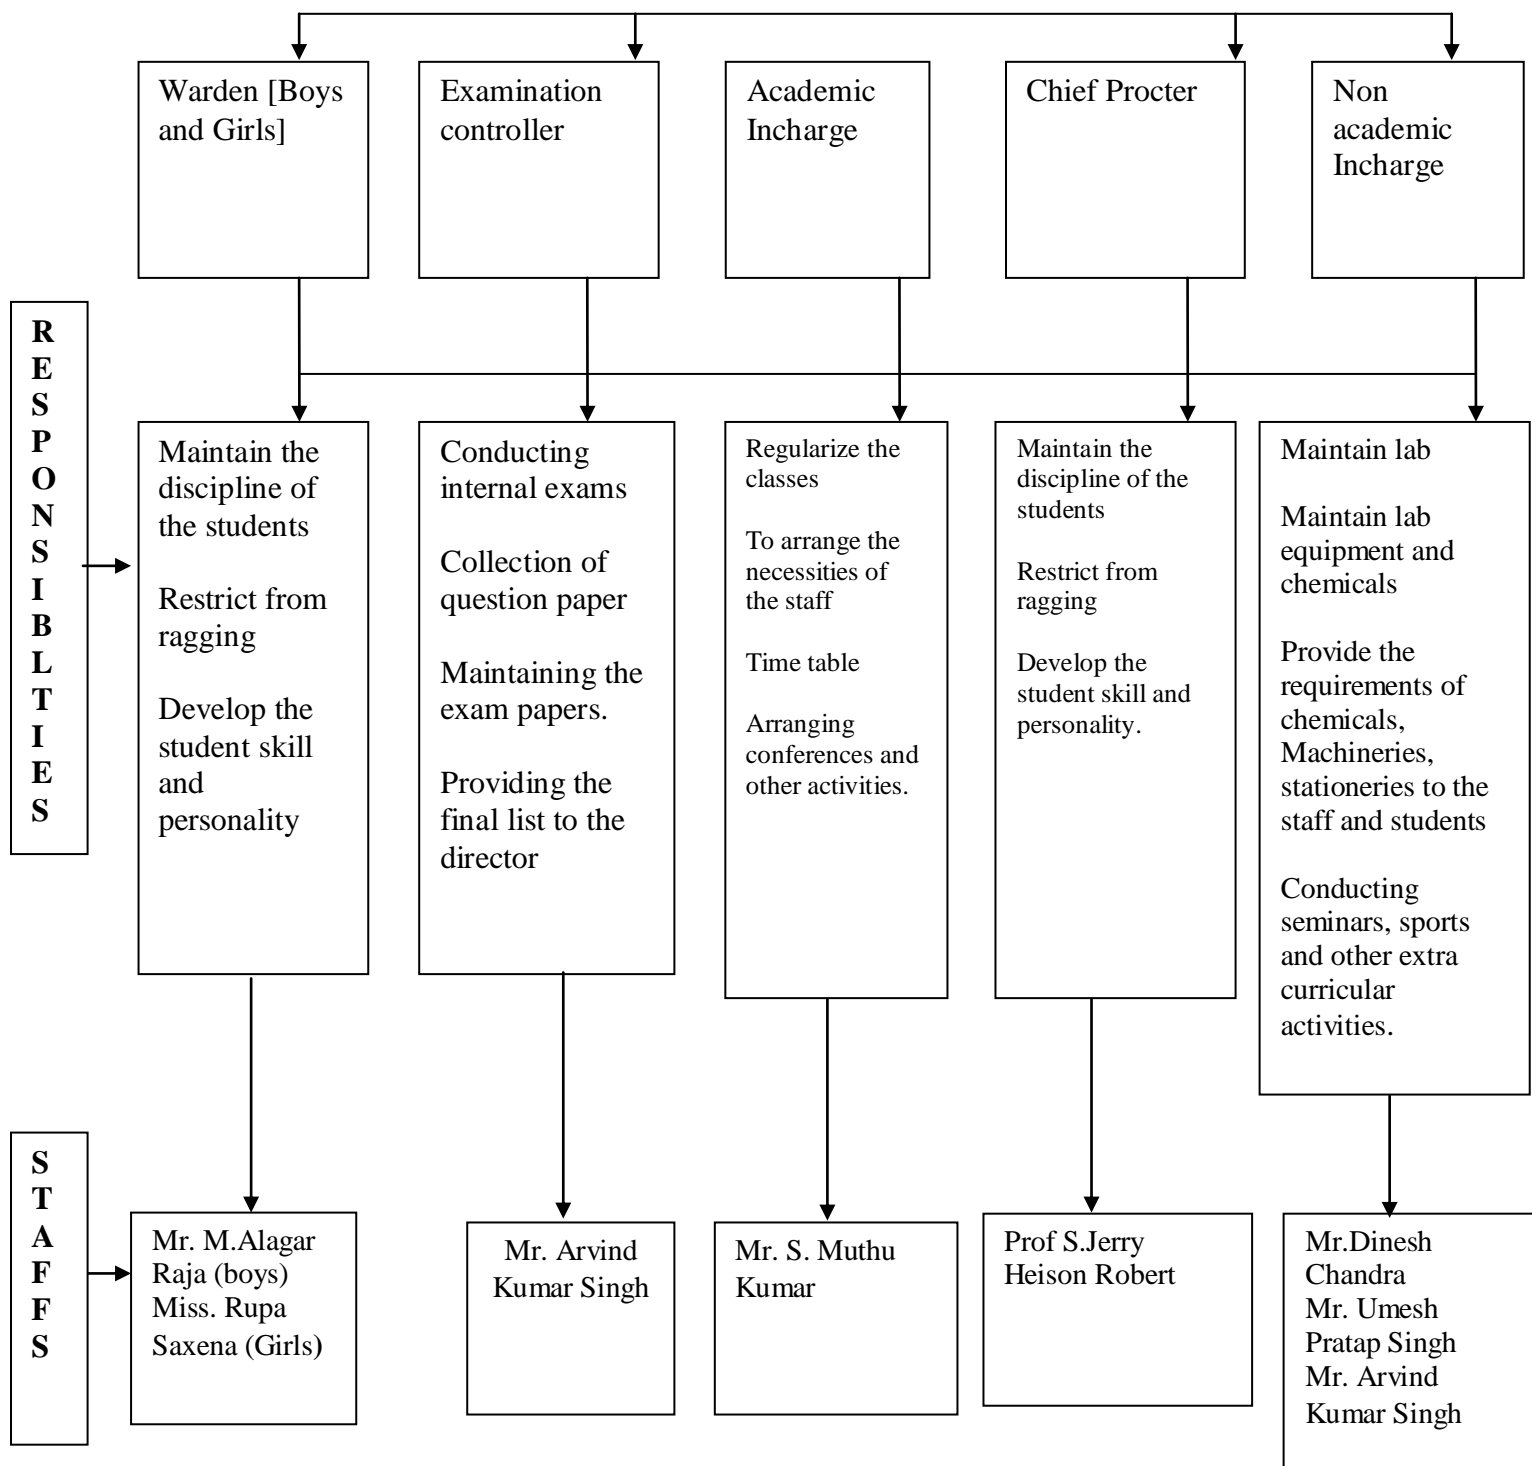 Warden [Boys
and Girls]
Examination
controller
Academic
Incharge
Chief Procter
Non
academic
Incharge
R
E
S
P
O
N
S
I
B
L
T
I
E
S
Maintain the
discipline of
the students
Restrict from
ragging
Develop the
student skill
and
personality
Conducting
internal exams
Collection of
question paper
Maintaining the
exam papers.
Providing the
final list to the
director
Regularize the
classes
To arrange the
necessities of
the staff
Time table
Arranging
conferences and
other activities.
Maintain the
discipline of the
students
Restrict from
ragging
Develop the
student skill and
personality.
Maintain lab
Maintain lab
equipment and
chemicals
Provide the
requirements of
chemicals,
Machineries,
stationeries to the
staff and students
Conducting
seminars, sports
and other extra
curricular
activities.
S
T
A
F
F
S
Mr. M.Alagar
Raja (boys)
Miss. Rupa
Saxena (Girls)
Mr. Arvind
Kumar Singh
Mr. S. Muthu
Kumar
Prof S.Jerry
Heison Robert
Mr.Dinesh
Chandra
Mr. Umesh
Pratap Singh
Mr. Arvind
Kumar Singh